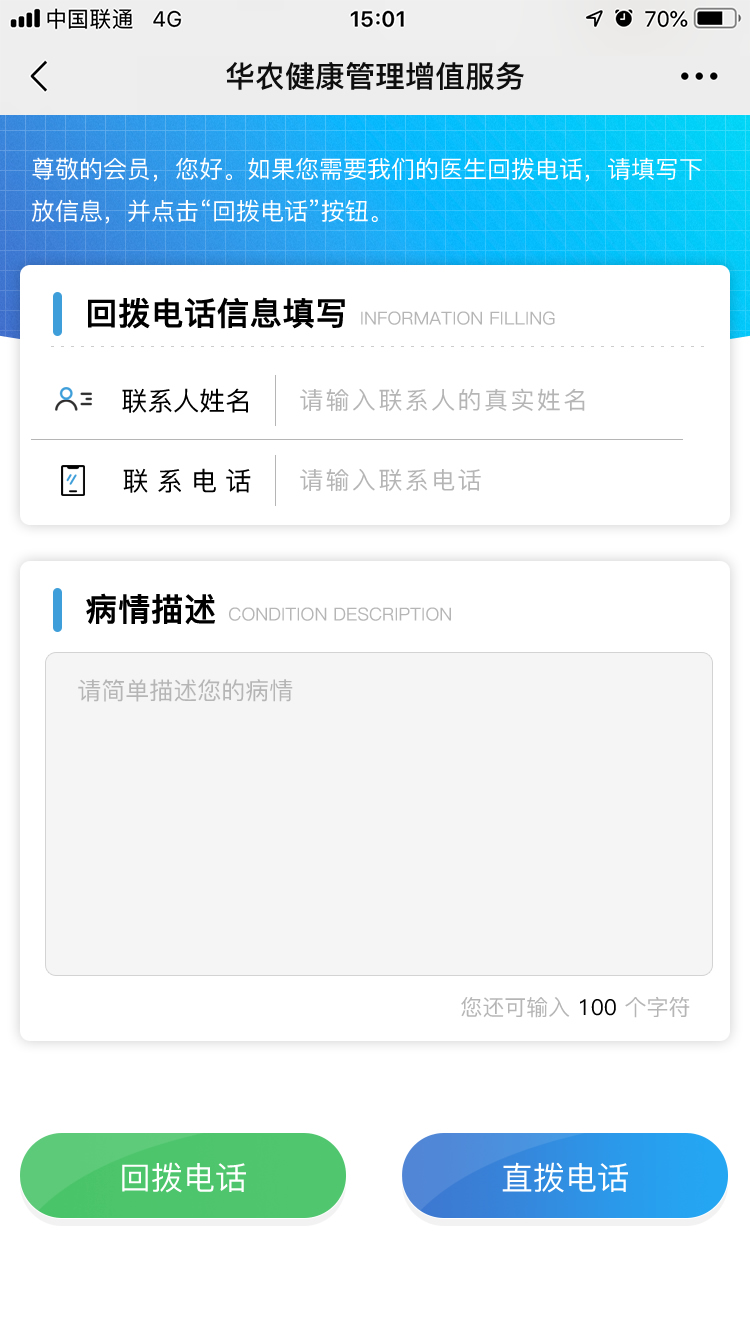 中国联通 4G 15:01 70%
华农健康管理增值服务
尊敬的会员，您好。如果您需要我们的医生回拨电话，请填写下
放信息，并点击“回拨电话”按钮。
回拨电话信息填写 INFORMATION FILLING
联系人姓名 请输入联系人的真实姓名
联系电话 请输入联系电话
病情描述 CONDITION DESCRIPTION
请简单描述您的病情
您还可输入 100 个字符
回拨电话 直拨电话